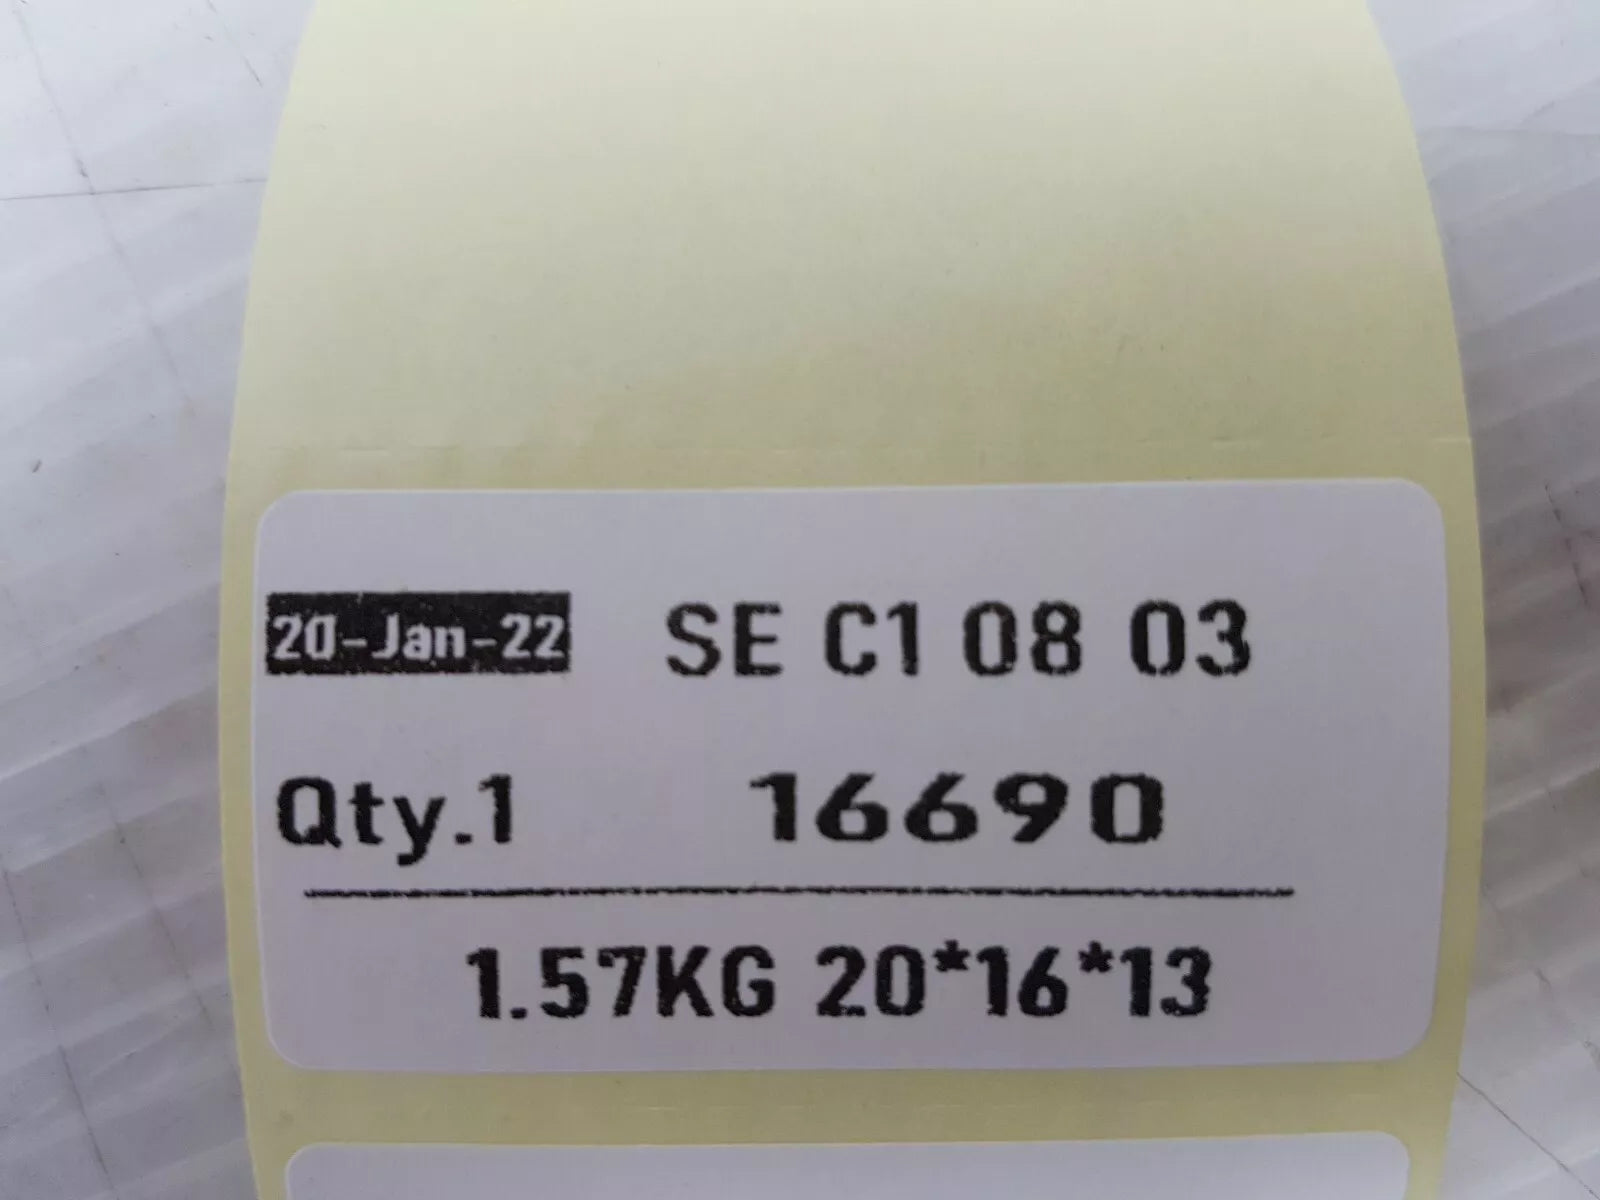 20-Jan-22 SE C1 08 03
Qty.1 16690
1.57KG 20*16*13